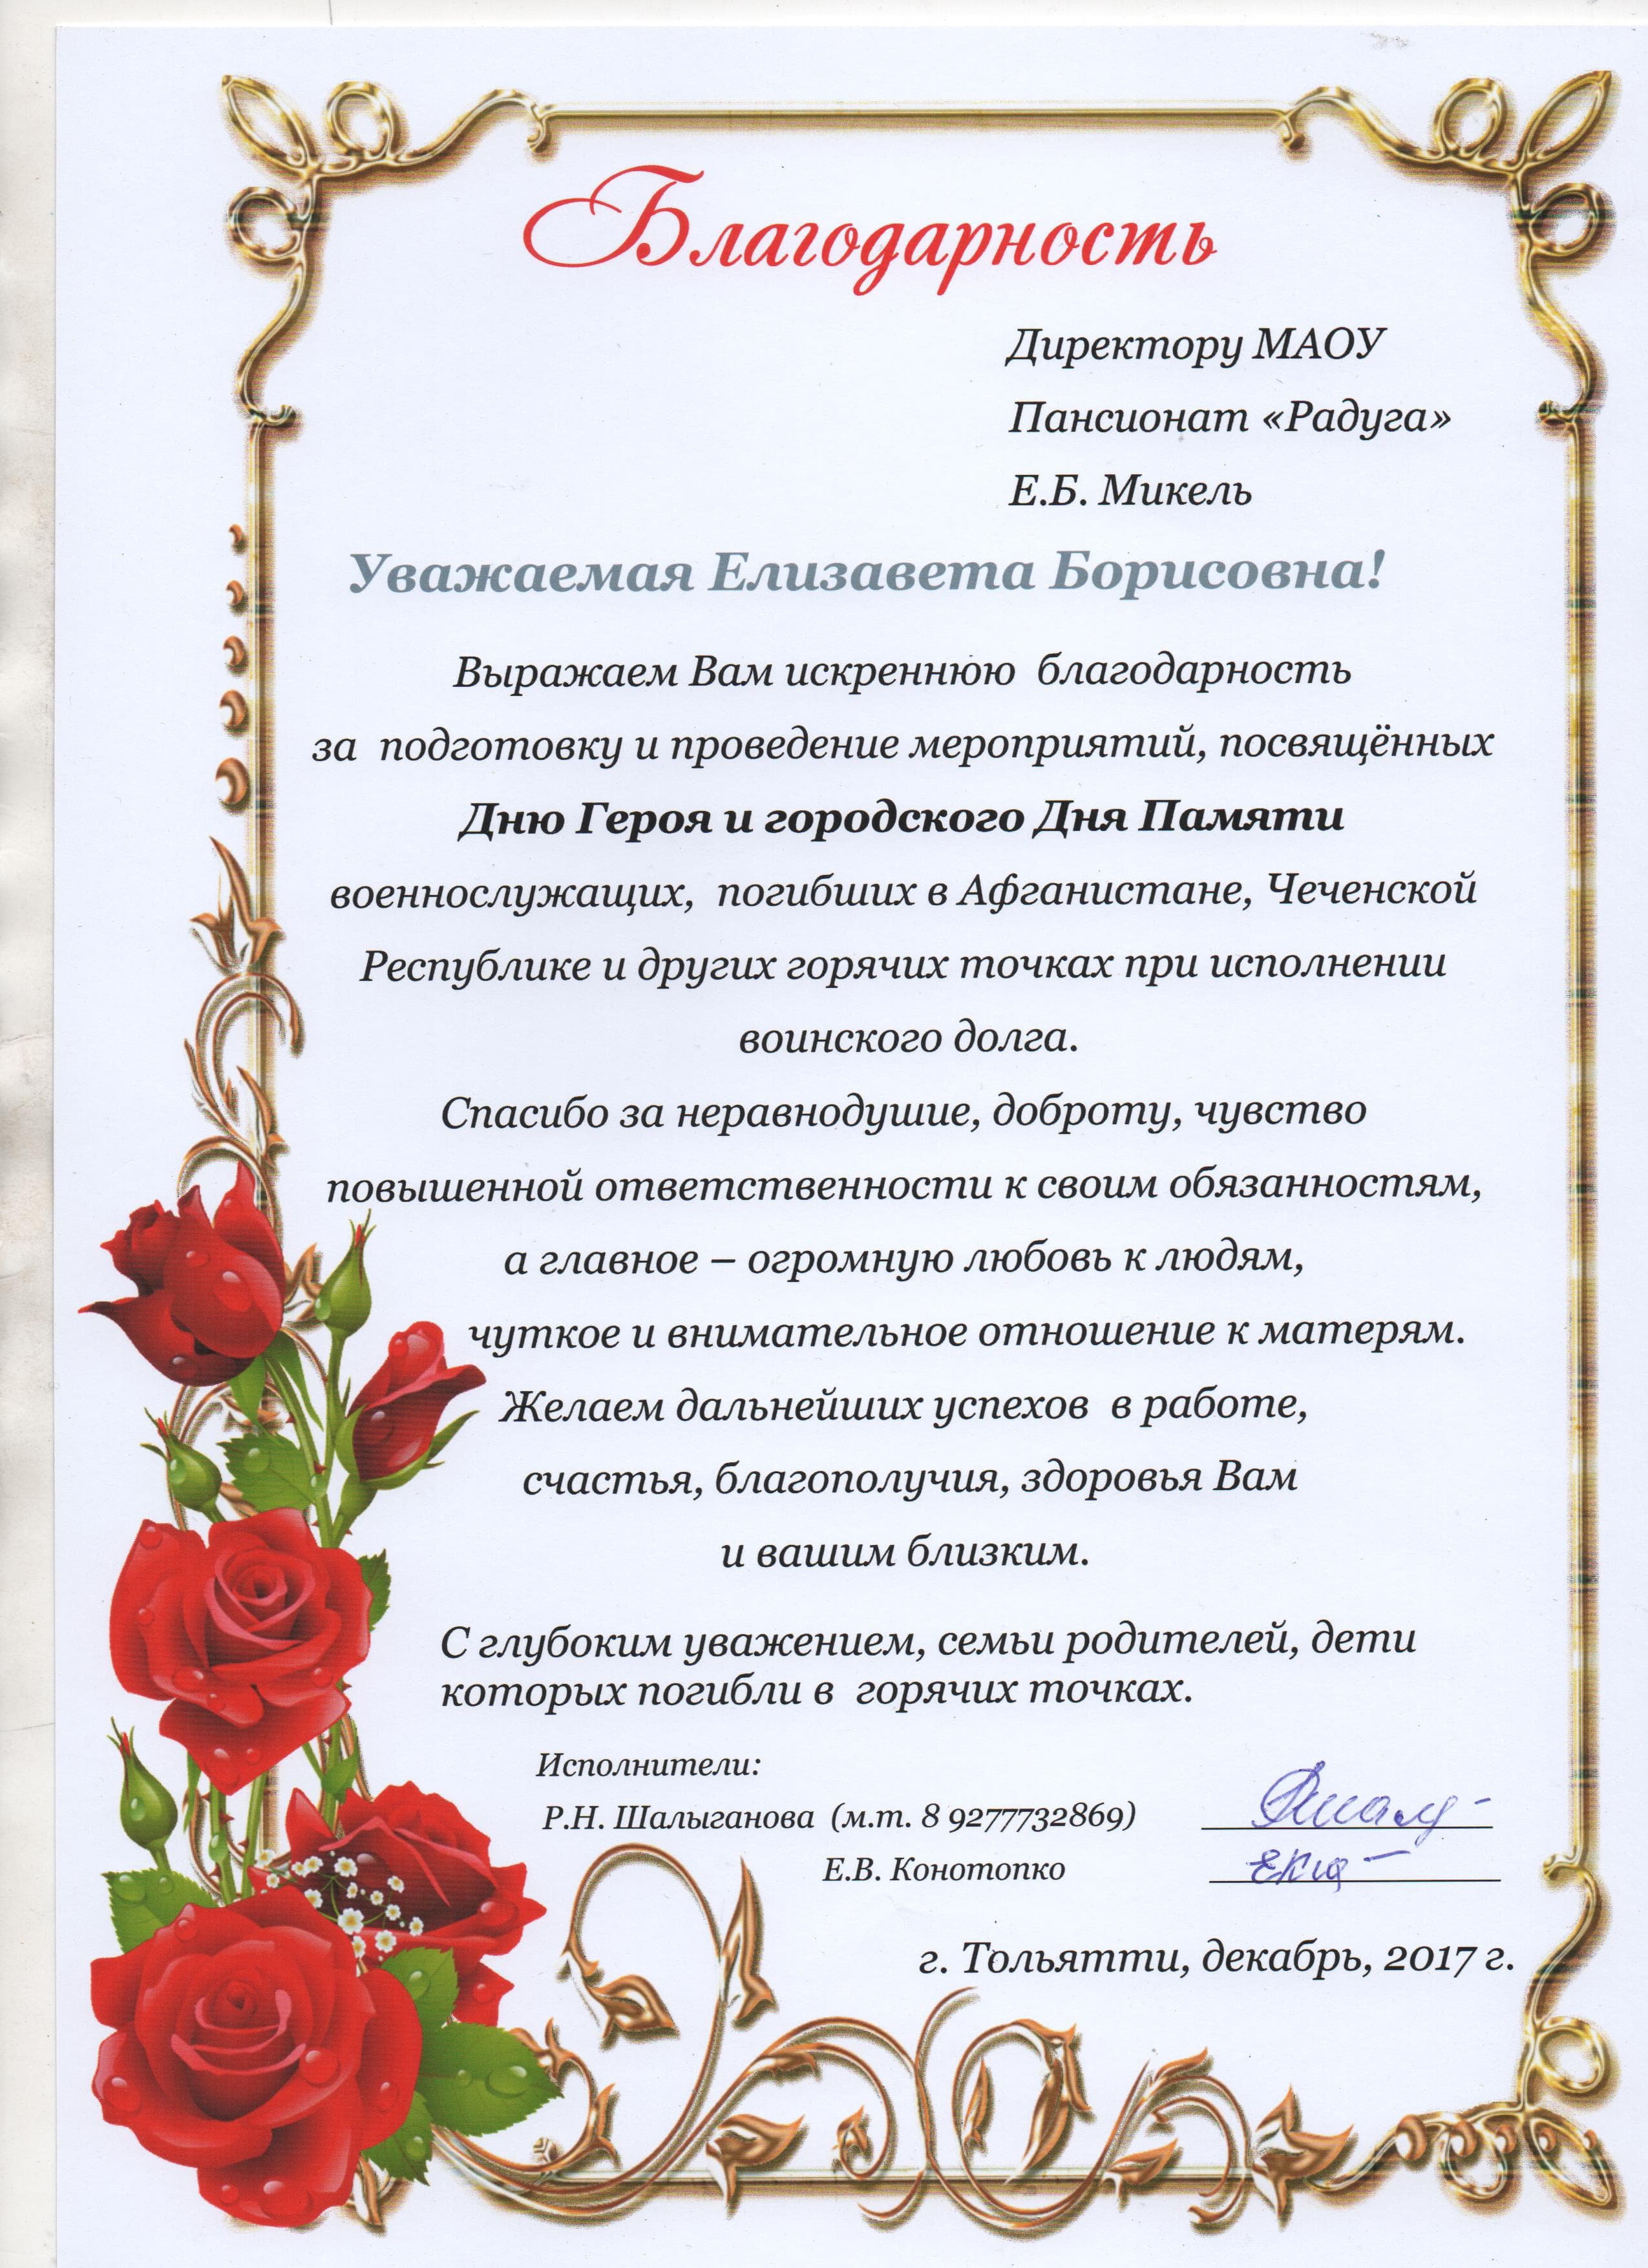 Благодарность
Директору МАОУ
Пансионат «Радуга»
Е.Б. Микель
Уважаемая Елизавета Борисовна!
Выражаем Вам искреннюю благодарность
за подготовку и проведение мероприятий, посвящённых
Дню Героя и городского Дня Памяти
военнослужащих, погибших в Афганистане, Чеченской
Республике и других горячих точках при исполнении
воинского долга.
Спасибо за неравнодушие, доброту, чувство
повышенной ответственности к своим обязанностям,
а главное – огромную любовь к людям,
чуткое и внимательное отношение к матерям.
Желаем дальнейших успехов в работе,
счастья, благополучия, здоровья Вам
и вашим близким.
С глубоким уважением, семьи родителей, дети
которых погибли в горячих точках.
Исполнители:
Р.Н. Шалыганова (м.т. 8 9277732869)
Е.В. Конотопко
г. Тольятти, декабрь, 2017 г.